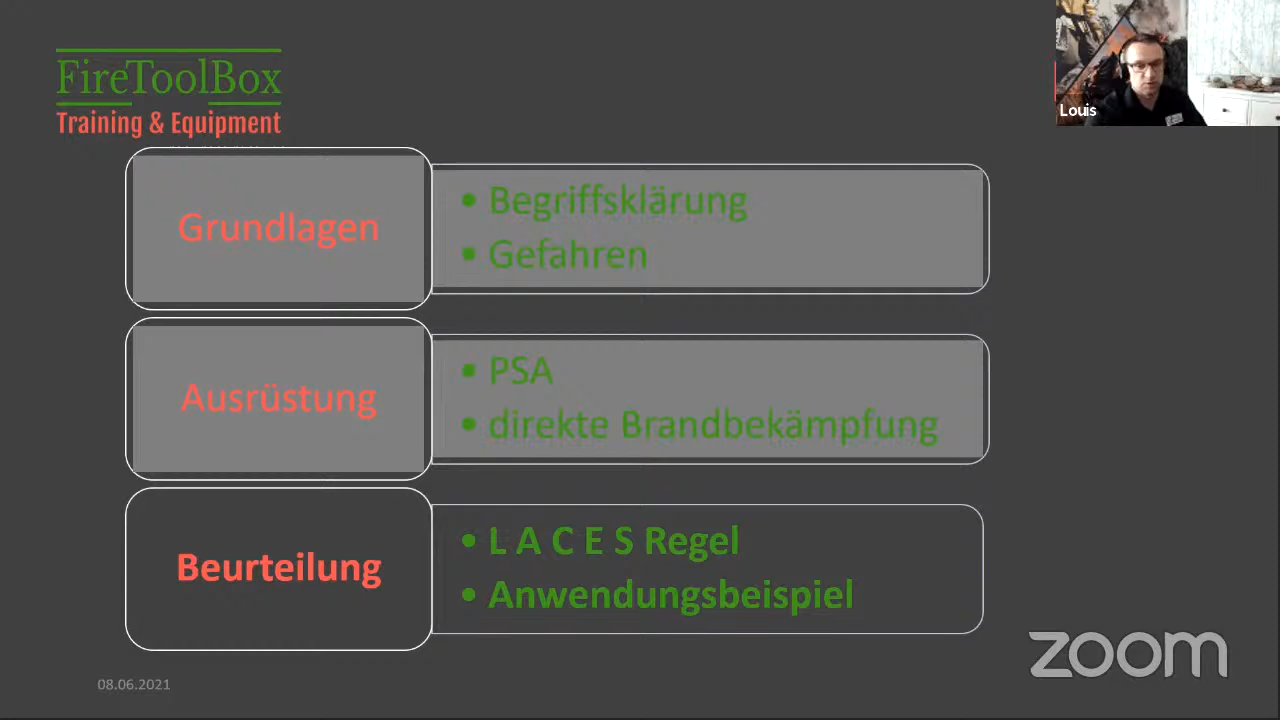 FireToolBox
Training & Equipment
Louis
Grundlagen
• Begriffsklärung
• Gefahren
Ausrüstung
• PSA
• direkte Brandbekämpfung
Beurteilung
• L A C E S Regel
• Anwendungsbeispiel
08.06.2021
zoom